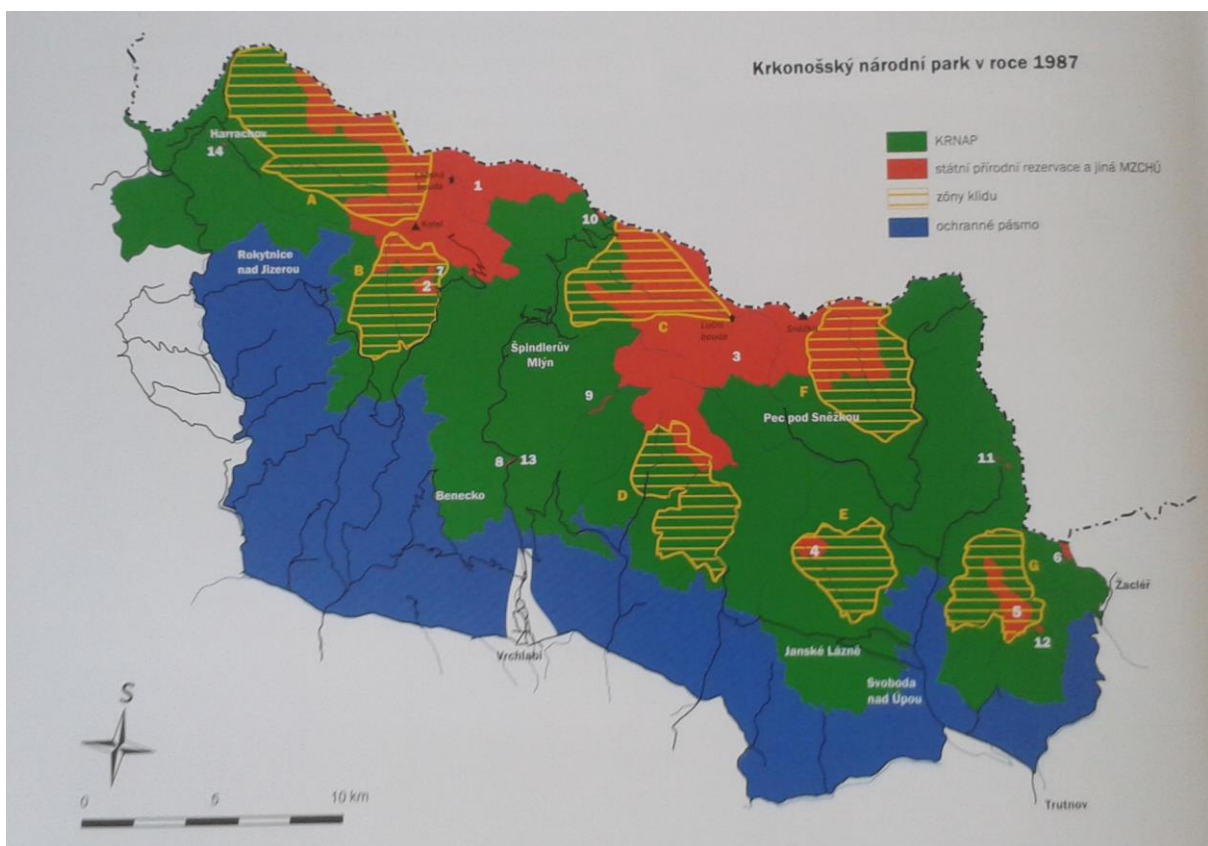 Krkonošský národní park v roce 1987
KRNAP
státní přírodní rezervace a jiná MZCHÚ
zóny klidu
ochranné pásmo
Harrachov
14
A
Labská
bouda
1
Kotel
10
Rokytnice
nad Jizerou
B
7
2
C
Luční
bouda
Sněžka
3
Špindlerův
Mlýn
9
F
Pec pod Sněžkou
8
13
11
Benecko
D
E
4
G
6
5
12
Žacléř
Vrchlabí
Janské Lázně
Svoboda
nad Úpou
Trutnov
S
0
5
10 km